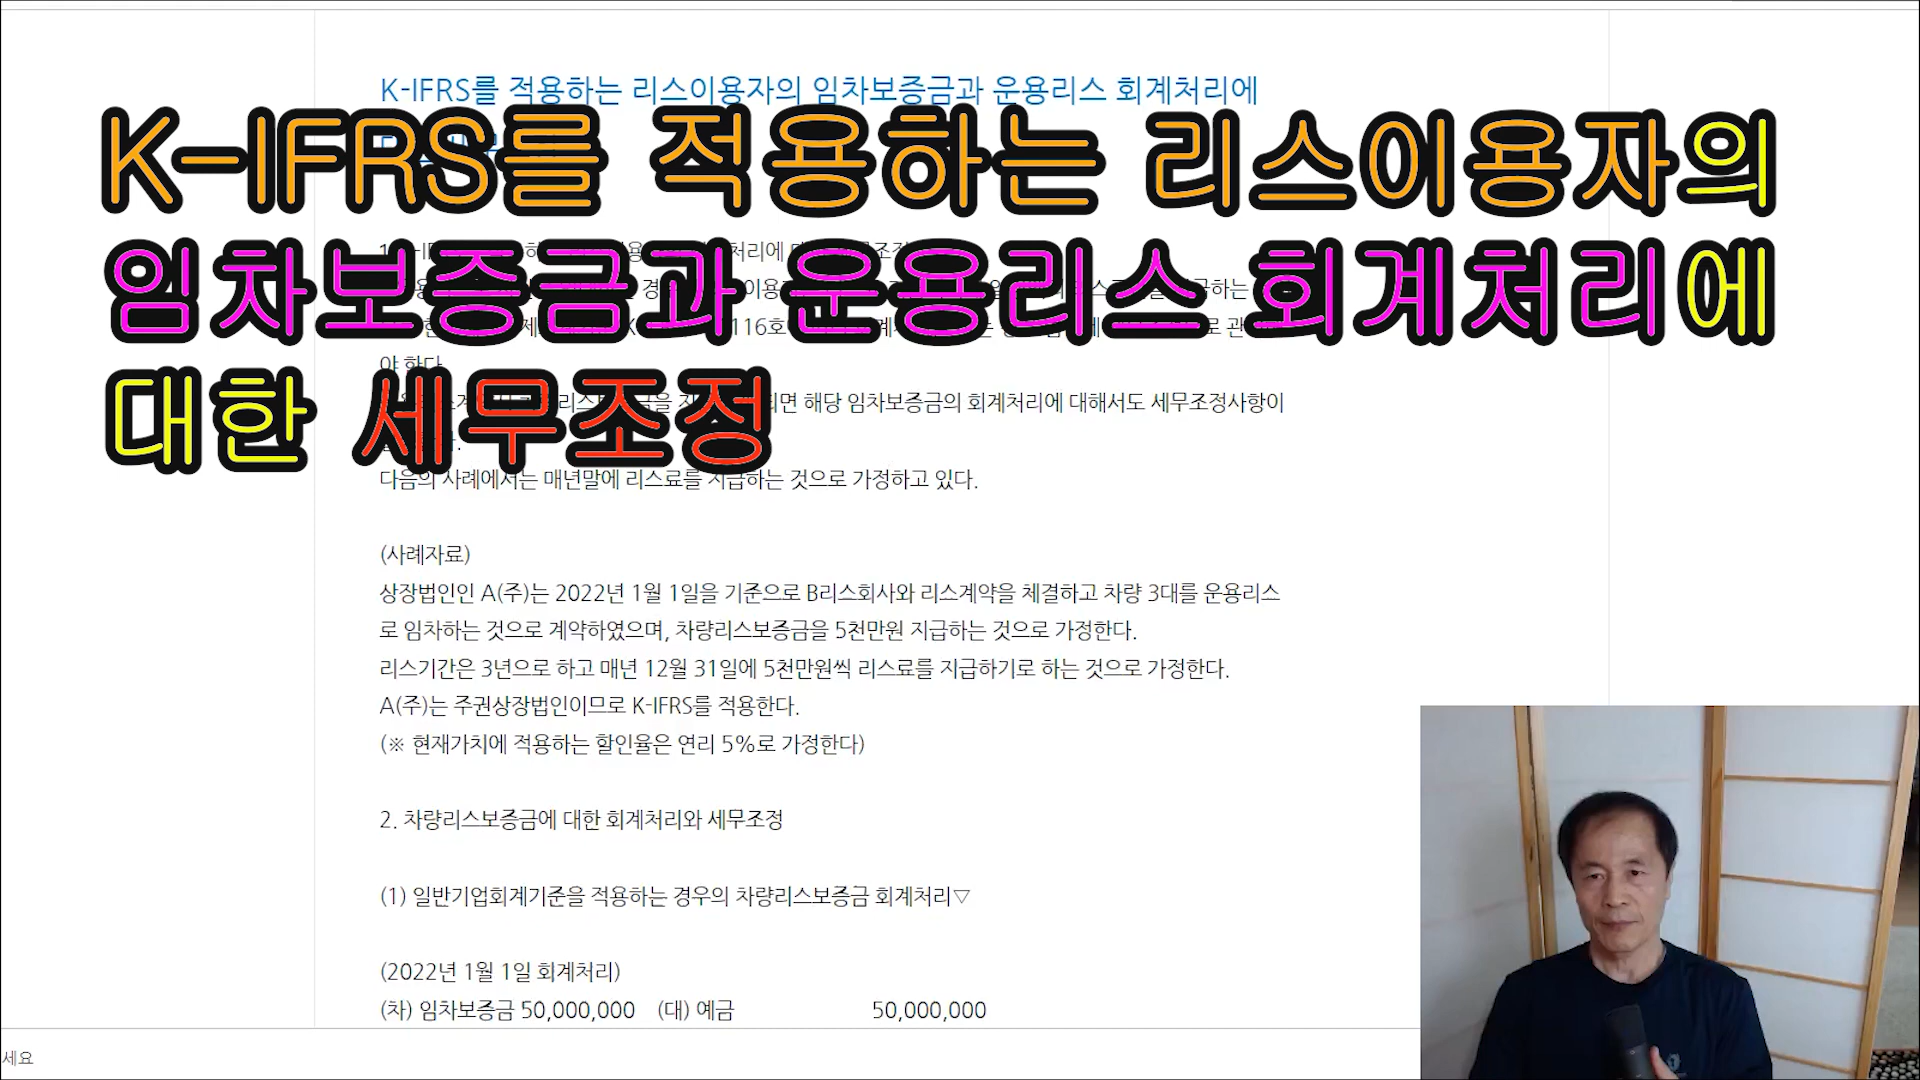 K-IFRS를 적용하는 리스이용자의 임차보증금과 운용리스 회계처리에
K-IFRS를 적용하는 리스이용자의
임차보증금과 운용리스 회계처리에
대한 세무조정
야 한다
되면 해당 임차보증금의 회계처리에 대해서도 세무조정사항이
다음의 사례에서는 매년말에 리스료를 지급하는 것으로 가정하고 있다.
(사례자료)
상장법인인 A(주)는 2022년 1월 1일을 기준으로 B리스회사와 리스계약을 체결하고 차량 3대를 운용리스
로 임차하는 것으로 계약하였으며, 차량리스보증금을 5천만원 지급하는 것으로 가정한다.
리스기간은 3년으로 하고 매년 12월 31일에 5천만원씩 리스료를 지급하기로 하는 것으로 가정한다.
A(주)는 주권상장법인이므로 K-IFRS를 적용한다.
(※ 현재가치에 적용하는 할인율은 연리 5%로 가정한다)
2. 차량리스보증금에 대한 회계처리와 세무조정
(1) 일반기업회계기준을 적용하는 경우의 차량리스보증금 회계처리▽
(2022년 1월 1일 회계처리)
(차) 임차보증금 50,000,000 (대) 예금 50,000,000
세요